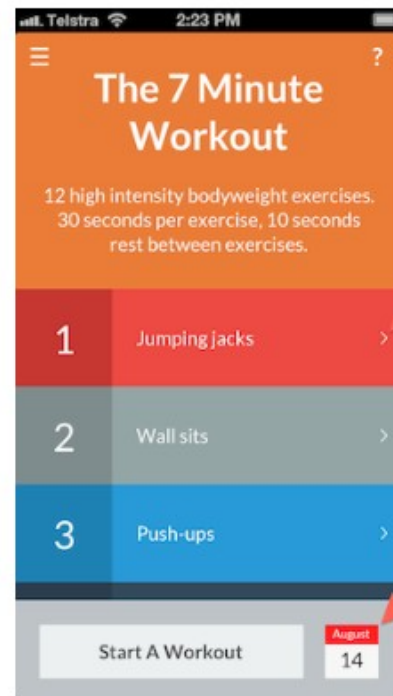 Telstra 2:23 PM
?
The 7 Minute
Workout
12 high intensity bodyweight exercises.
30 seconds per exercise, 10 seconds
rest between exercises.
1 Jumping jacks
2 Wall sits
3 Push-ups
Start A Workout
August
14